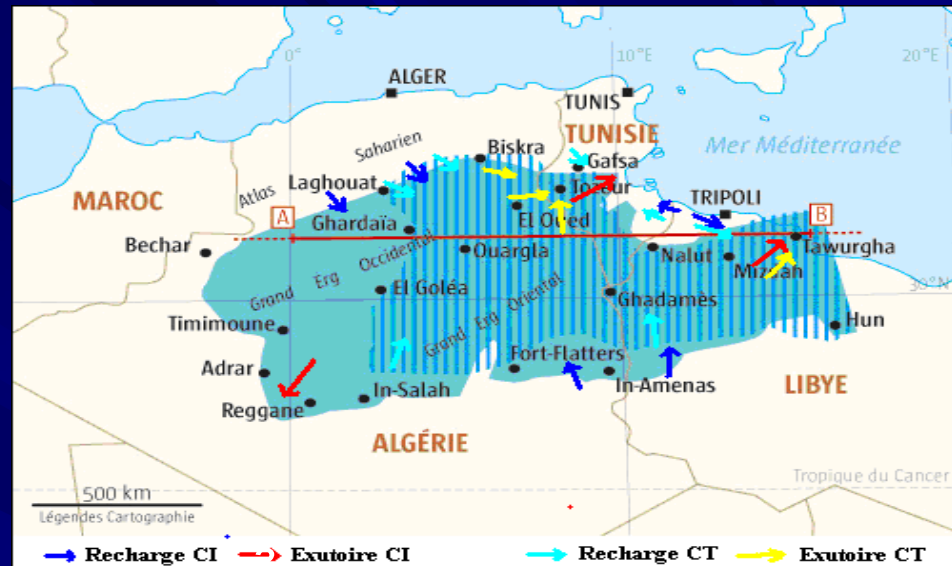 0°
10°E
20°E
ALGER
TUNIS
TUNISIE
Mer Méditerranée
Saharien
Biskra
Gafsa
Atlas
Laghouat
Tozeur
MAROC
TRIPOLI
A
Ghardaïa
El Oued
B
Bechar
Ouargla
Nalut
Tawurgha
Mizdah
Grand Erg Occidental
El Goléa
Ghadamès
30°N
Grand Erg Oriental
Timimoune
Hun
Fort-Flatters
Adrar
In-Salah
In-Amenas
LIBYE
Reggane
ALGÉRIE
Tropique du Cancer
500 km
Légendes Cartographie
Recharge CI Exutoire CI Recharge CT Exutoire CT